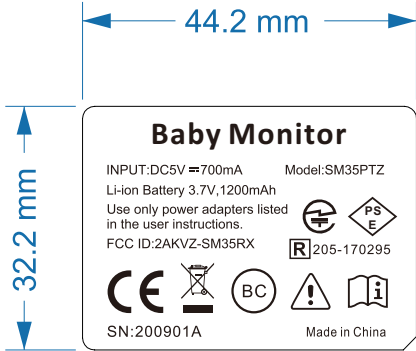 44.2 mm
32.2 mm
Baby Monitor
INPUT:DC5V ⎓700mA Model:SM35PTZ
Li-ion Battery 3.7V,1200mAh
Use only power adapters listed
in the user instructions.
PS
E
FCC ID:2AKVZ-SM35RX
R 205-170295
CE BC
SN:200901A Made in China